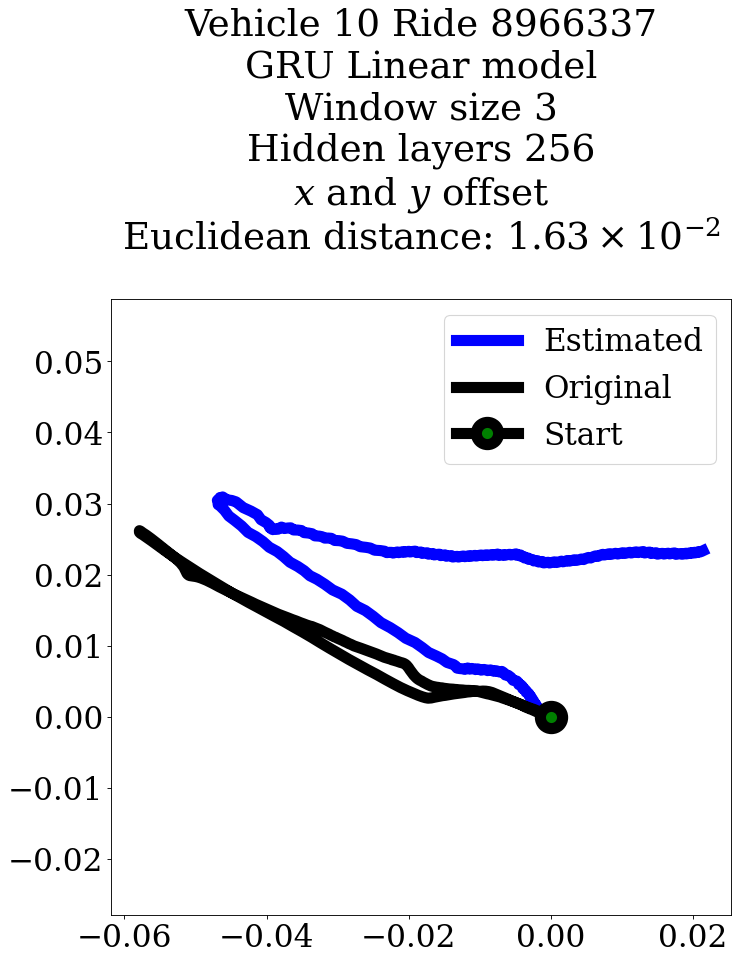 Vehicle 10 Ride 8966337
GRU Linear model
Window size 3
Hidden layers 256
x and y offset
Euclidean distance: 1.63 × 10⁻²
Estimated
Original
Start
0.05
0.04
0.03
0.02
0.01
0.00
−0.01
−0.02
−0.06 −0.04 −0.02 0.00 0.02